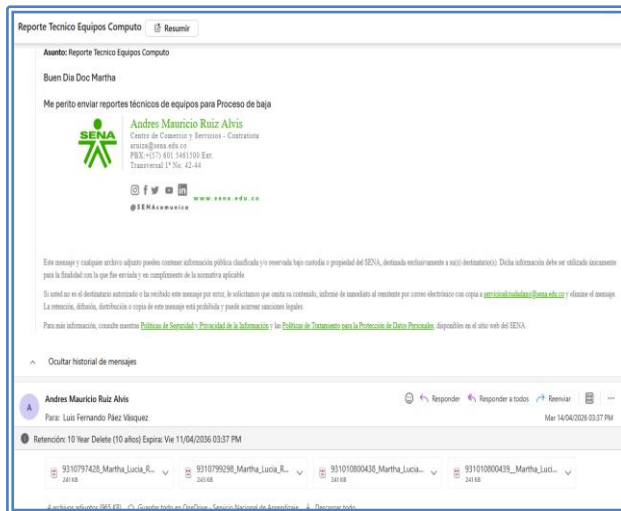 Reporte Tecnico Equipos Computo
Resumir
Asunto: Reporte Tecnico Equipos Computo
Buen Dia Doc Martha
Me perito enviar reportes técnicos de equipos para Proceso de baja
SENA
Andres Mauricio Ruiz Alvis
Centro de Comercio y Servicios - Contratista
arniza@sena.edu.co
PBX:+(57) 601 5461500 Ext.
Transversal 1ª No. 42-44
@SENAcomunica
www.sena.edu.co
Este mensaje y cualquier archivo adjunto pueden contener información pública clasificada y/o reservada bajo custodia o propiedad del SENA, destinada exclusivamente a su(s) destinatario(s). Dicha información debe ser utilizada únicamente
para la finalidad con la que fue enviada y en cumplimiento de la normativa aplicable.
Si usted no es el destinatario autorizado o ha recibido este mensaje por error, le solicitamos que omita su contenido, informe de inmediato al remitente por correo electrónico con copia a servicioalciudadano@sena.edu.co y elimine el mensaje.
La retención, difusión, distribución o copia de este mensaje está prohibida y puede acarrear sanciones legales.
Para más información, consulte nuestras Políticas de Seguridad y Privacidad de la Información y las Políticas de Tratamiento para la Protección de Datos Personales, disponibles en el sitio web del SENA.
Ocultar historial de mensajes
A
Andres Mauricio Ruiz Alvis
Responder
Responder a todos
Reenviar
Para: Luis Fernando Páez Vásquez
Mar 14/04/2026 03:37 PM
Retención: 10 Year Delete (10 años) Expira: Vie 11/04/2036 03:37 PM
9310797428_Martha_Lucia_R...
241 KB
9310799298_Martha_Lucia_R...
243 KB
931010800438_Martha_Lucia...
241 KB
931010800439__Martha_Luci...
241 KB
4 archivos adjuntos (965 KB)
Guardar todo en OneDrive - Servicio Nacional de Aprendizaje
Descargar todo